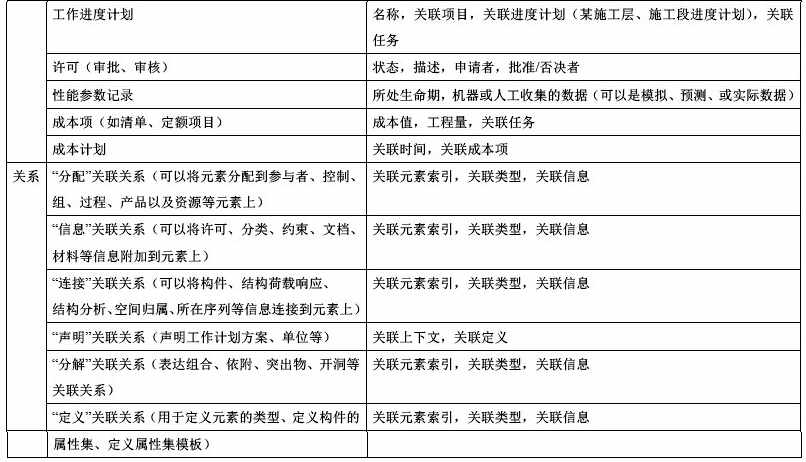 工作进度计划 名称，关联项目，关联进度计划（某施工层、施工段进度计划），关联
任务
许可（审批、审核） 状态，描述，申请者，批准/否决者
性能参数记录 所处生命期，机器或人工收集的数据（可以是模拟、预测、或实际数据）
成本项（如清单、定额项目） 成本值，工程量，关联任务
成本计划 关联时间，关联成本项
关系 “分配”关联关系（可以将元素分配到参与者、控制、 关联元素索引，关联类型，关联信息
组、过程、产品以及资源等元素上）
“信息”关联关系（可以将许可、分类、约束、文档、 关联元素索引，关联类型，关联信息
材料等信息附加到元素上）
“连接”关联关系（可以将构件、结构荷载响应、 关联元素索引，关联类型，关联信息
结构分析、空间归属、所在序列等信息连接到元素上）
“声明”关联关系（声明工作计划方案、单位等） 关联上下文，关联定义
“分解”关联关系（表达组合、依附、突出物、开洞等 关联元素索引，关联类型，关联信息
关联关系）
“定义”关联关系（用于定义元素的类型、定义构件的 关联元素索引，关联类型，关联信息
属性集、定义属性集模板）